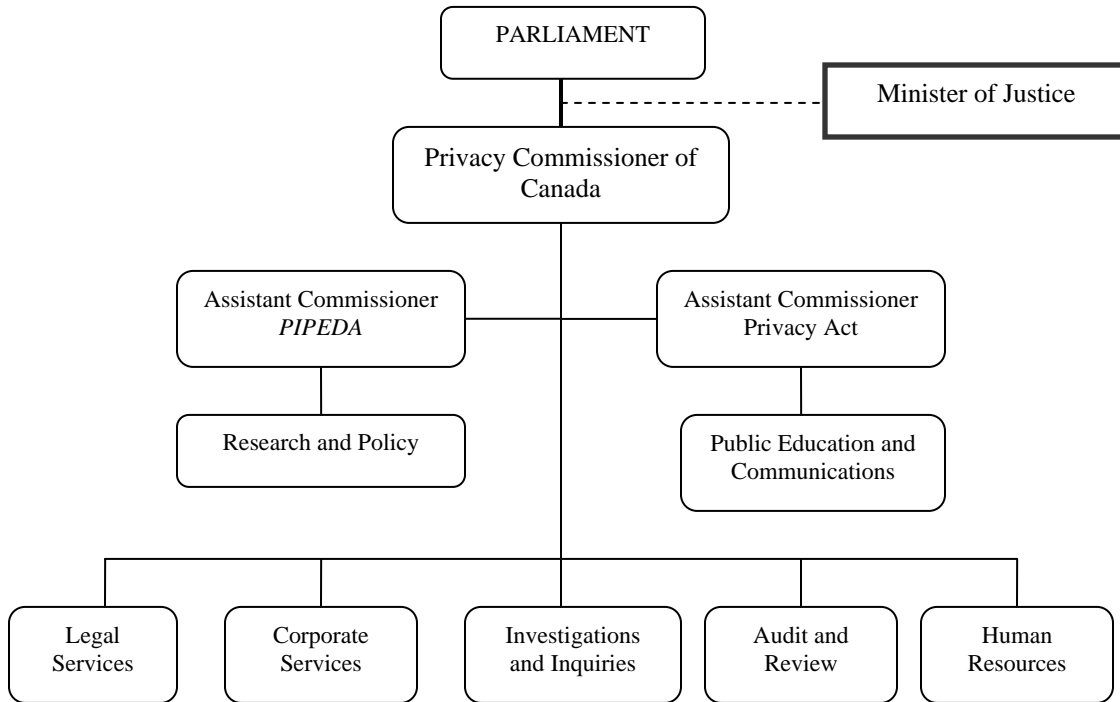 PARLIAMENT
Minister of Justice
Privacy Commissioner of
Canada
Assistant Commissioner
PIPEDA
Assistant Commissioner
Privacy Act
Research and Policy
Public Education and
Communications
Legal
Services
Corporate
Services
Investigations
and Inquiries
Audit and
Review
Human
Resources